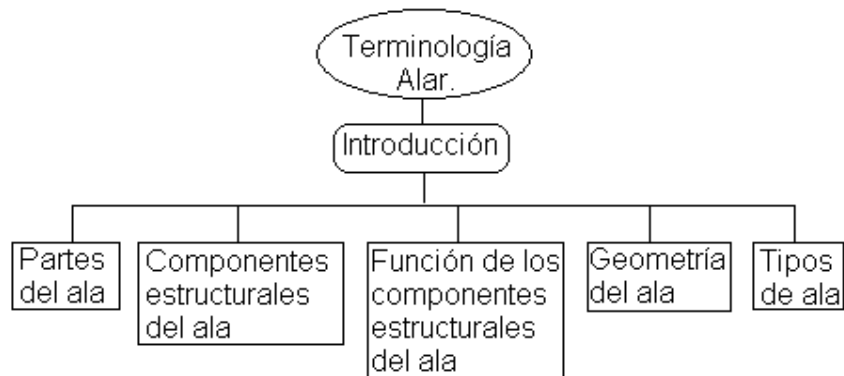 Terminología
Alar.
Introducción
Partes
del ala
Componentes
estructurales
del ala
Función de los
componentes
estructurales
del ala
Geometría
del ala
Tipos
de ala